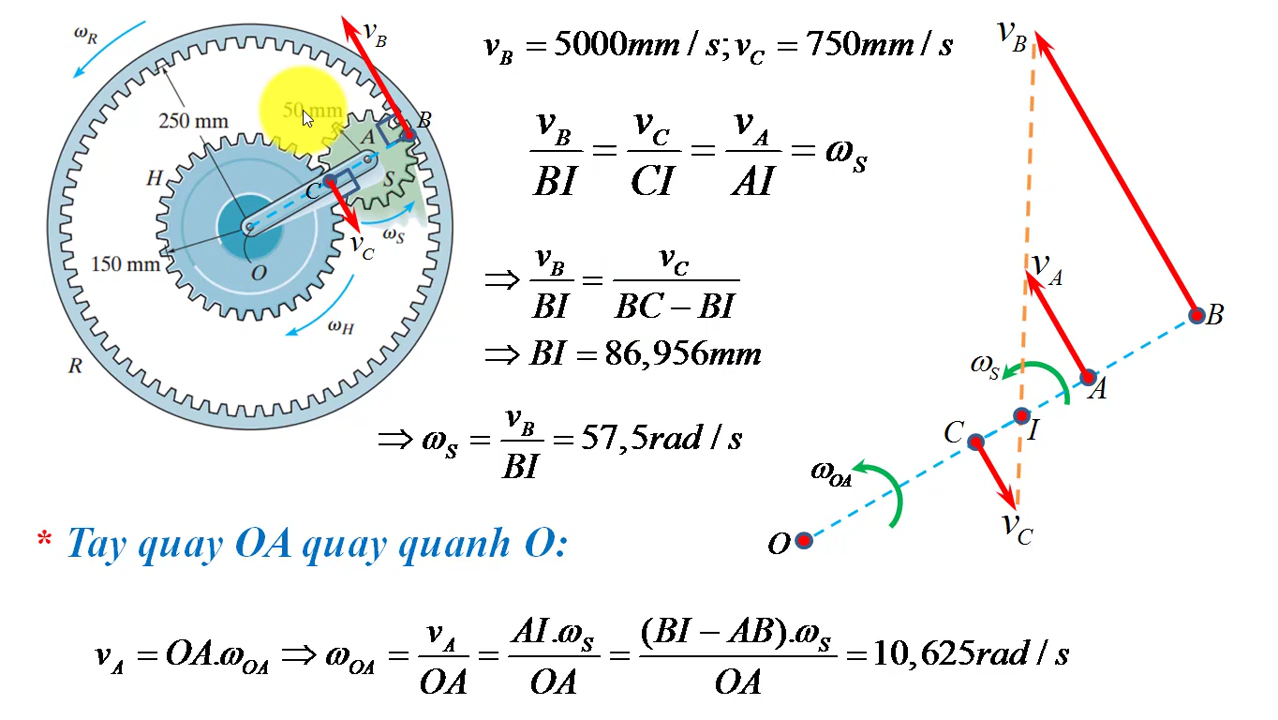 ω_R
v_B
50 mm
250 mm
B
A
H
C
S
ω_S
v_C
150 mm
O
ω_H
R
v_B = 5000mm / s; v_C = 750mm / s
v_B / BI = v_C / CI = v_A / AI = ω_S
⇒ v_B / BI = v_C / (BC – BI)
⇒ BI = 86,956mm
⇒ ω_S = v_B / BI = 57,5rad / s
v_B
v_A
B
ω_S
A
C
I
ω_OA
v_C
O
* Tay quay OA quay quanh O:
v_A = OA.ω_OA ⇒ ω_OA = v_A / OA = AI.ω_S / OA = (BI – AB).ω_S / OA = 10,625rad / s